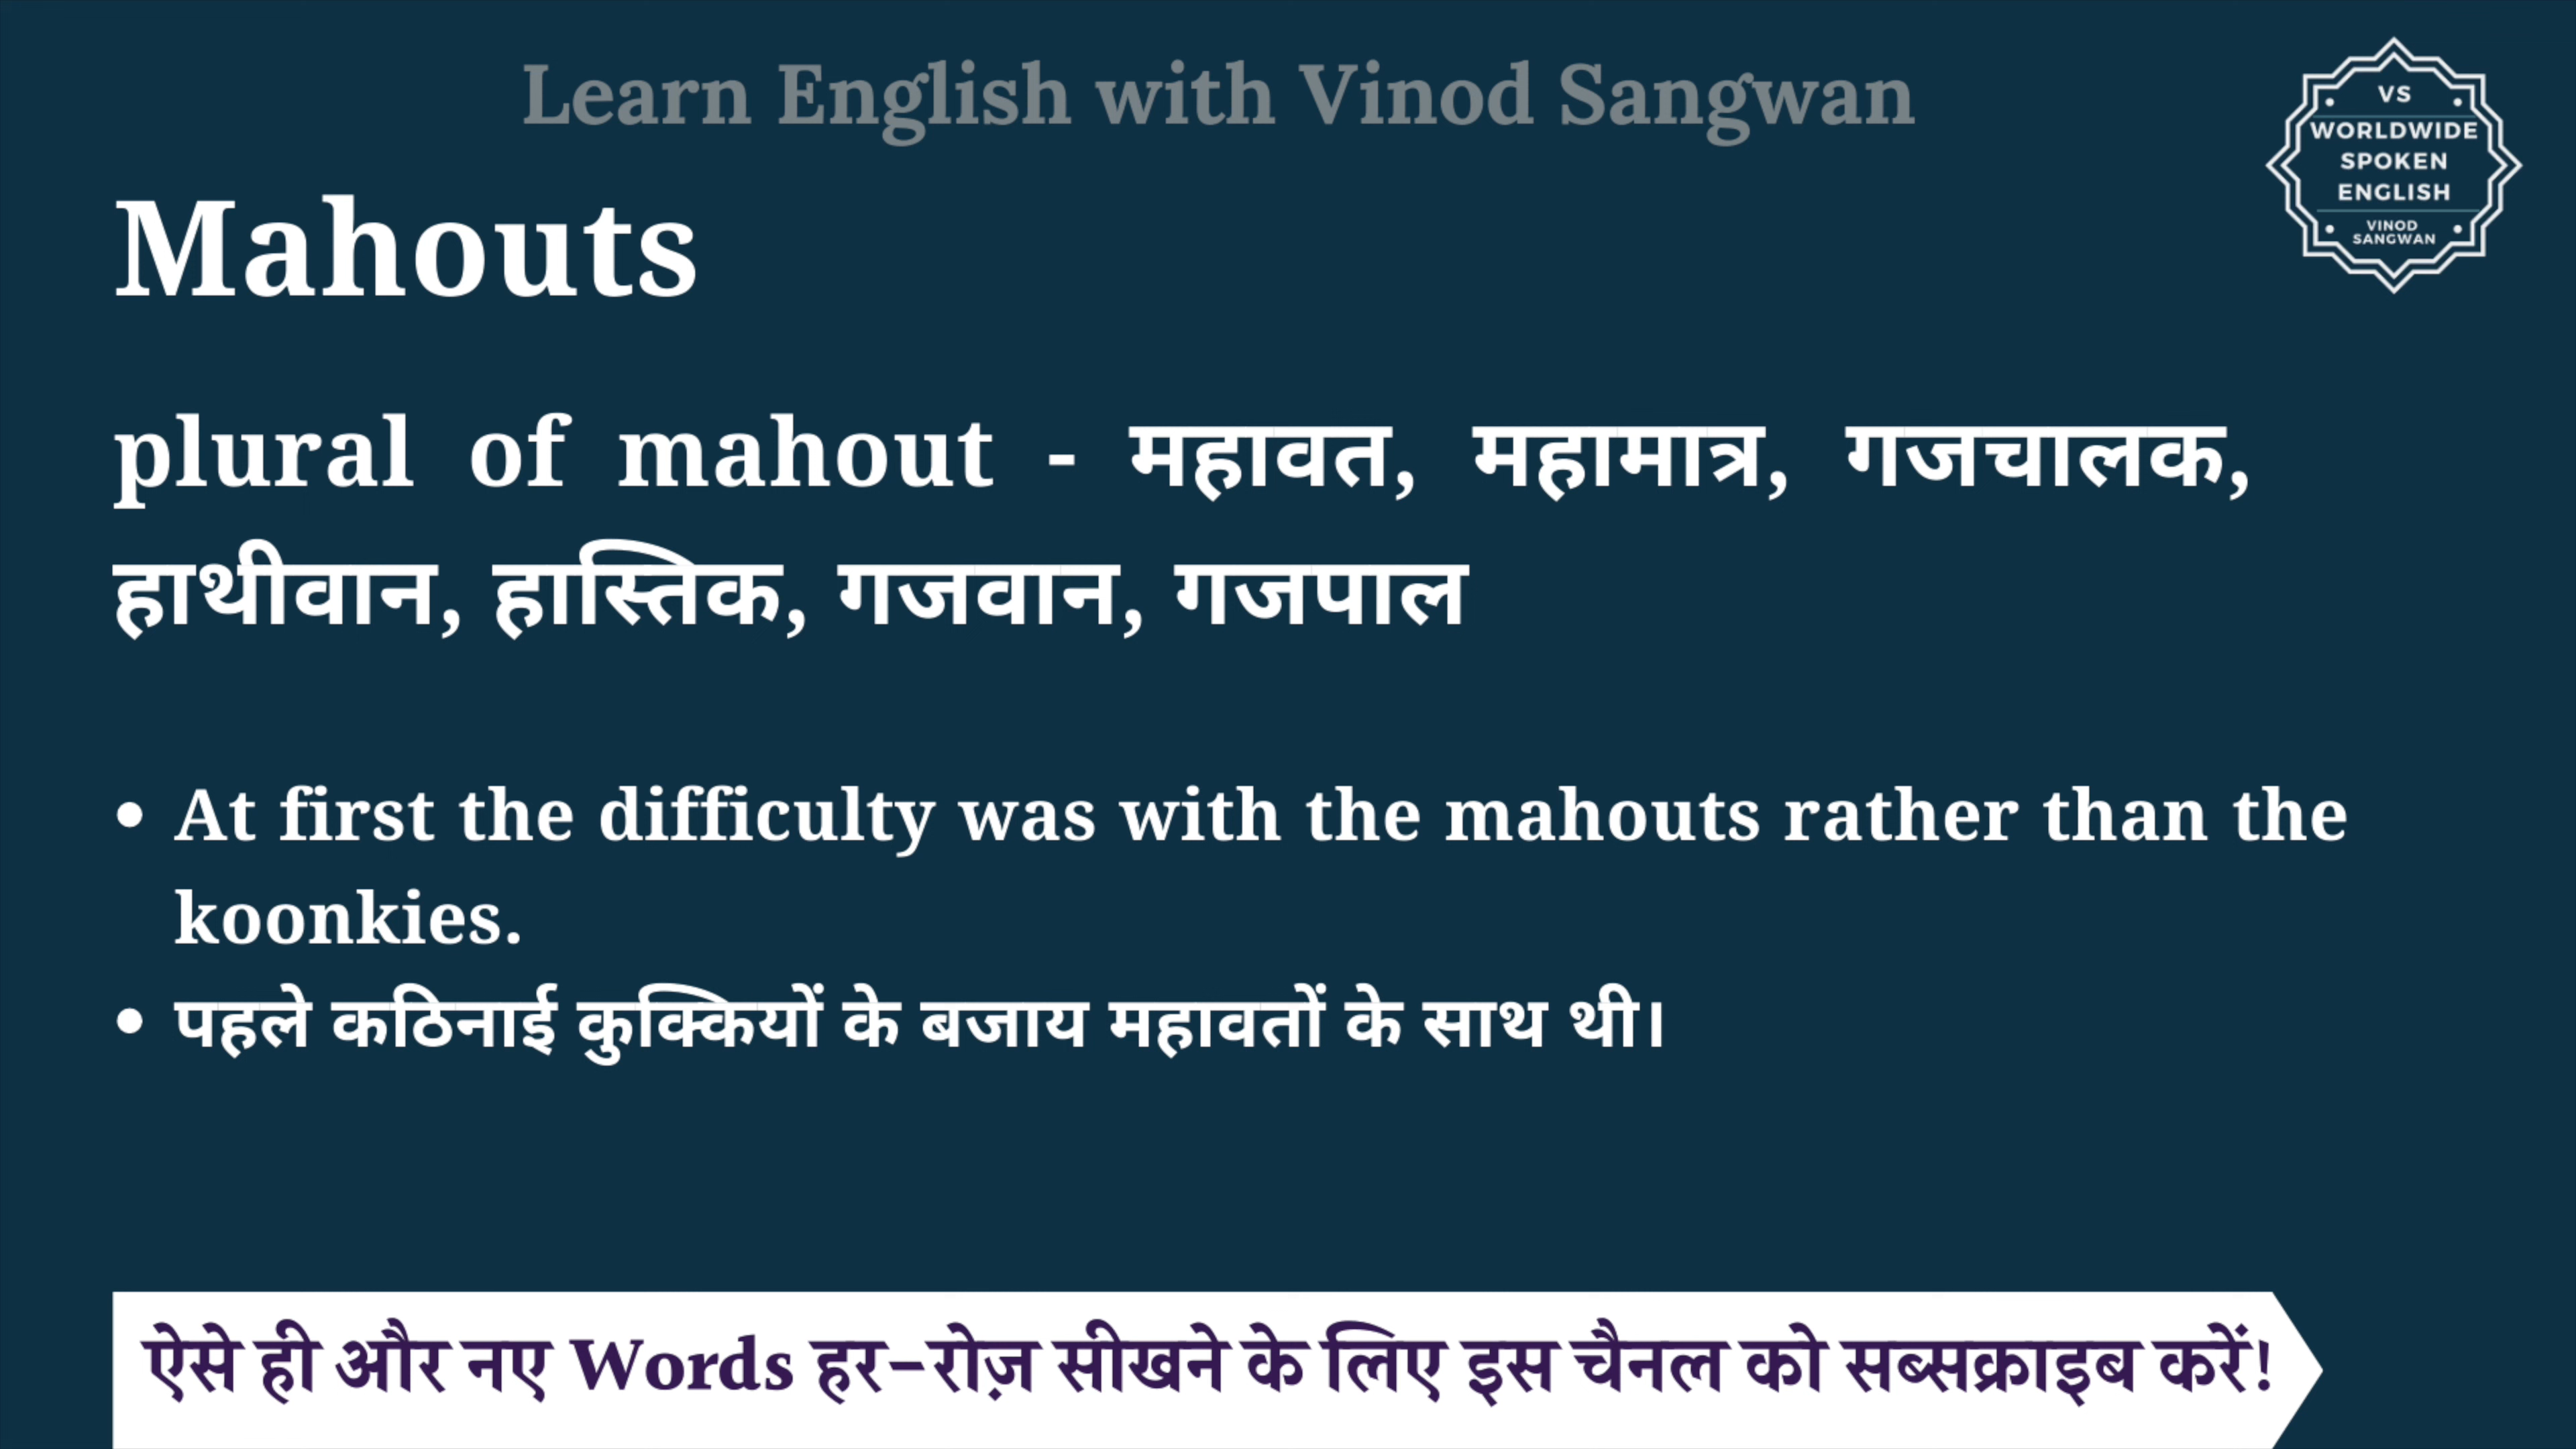 Learn English with Vinod Sangwan
VS
WORLDWIDE
SPOKEN
ENGLISH
VINOD
SANGWAN
Mahouts
plural of mahout - महावत, महामात्र, गजचालक,
हाथीवान, हास्तिक, गजवान, गजपाल
• At first the difficulty was with the mahouts rather than the
koonkies.
• पहले कठिनाई कुक्कियों के बजाय महावतों के साथ थी।
ऐसे ही और नए Words हर-रोज़ सीखने के लिए इस चैनल को सब्सक्राइब करें!